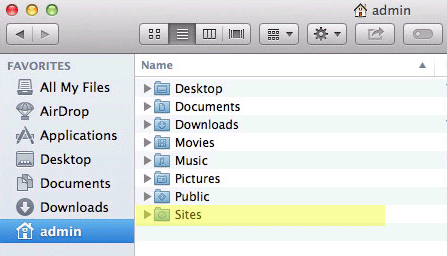 admin
FAVORITES
All My Files
AirDrop
Applications
Desktop
Documents
Downloads
admin
Name
Desktop
Documents
Downloads
Movies
Music
Pictures
Public
Sites